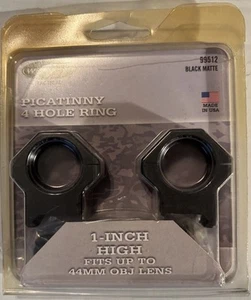 99512
BLACK MATTE
PICATINNY
4 HOLE RING
MADE
IN USA
1-INCH
HIGH
FITS UP TO
44MM OBJ LENS